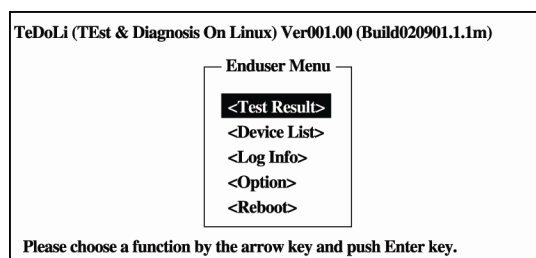 TeDoLi (TEst & Diagnosis On Linux) Ver001.00 (Build020901.1.1m)
Enduser Menu
<Test Result>
<Device List>
<Log Info>
<Option>
<Reboot>
Please choose a function by the arrow key and push Enter key.